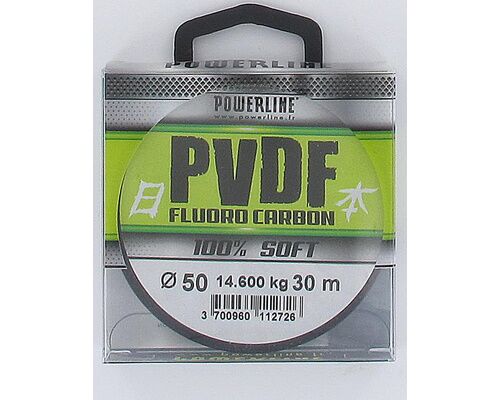 POWERLINE
POWERLINE®
www.powerline.fr
PVDF
日 本
FLUORO CARBON
100% SOFT
Ø 50 14.600 kg 30 m
3 700960 112726